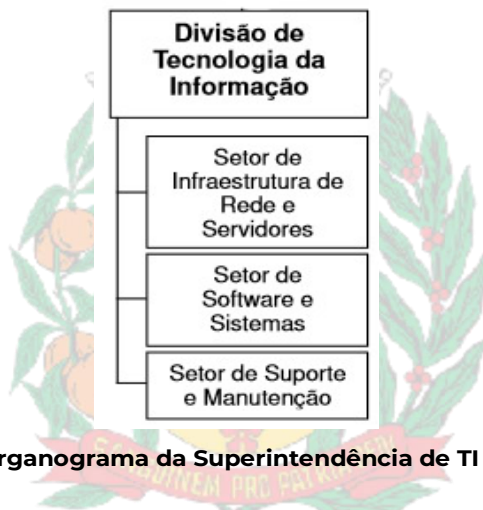 Divisão de
Tecnologia da
Informação
Setor de
Infraestrutura de
Rede e
Servidores
Setor de
Software e
Sistemas
Setor de Suporte
e Manutenção
rganograma da Superintendência de TI
PRO